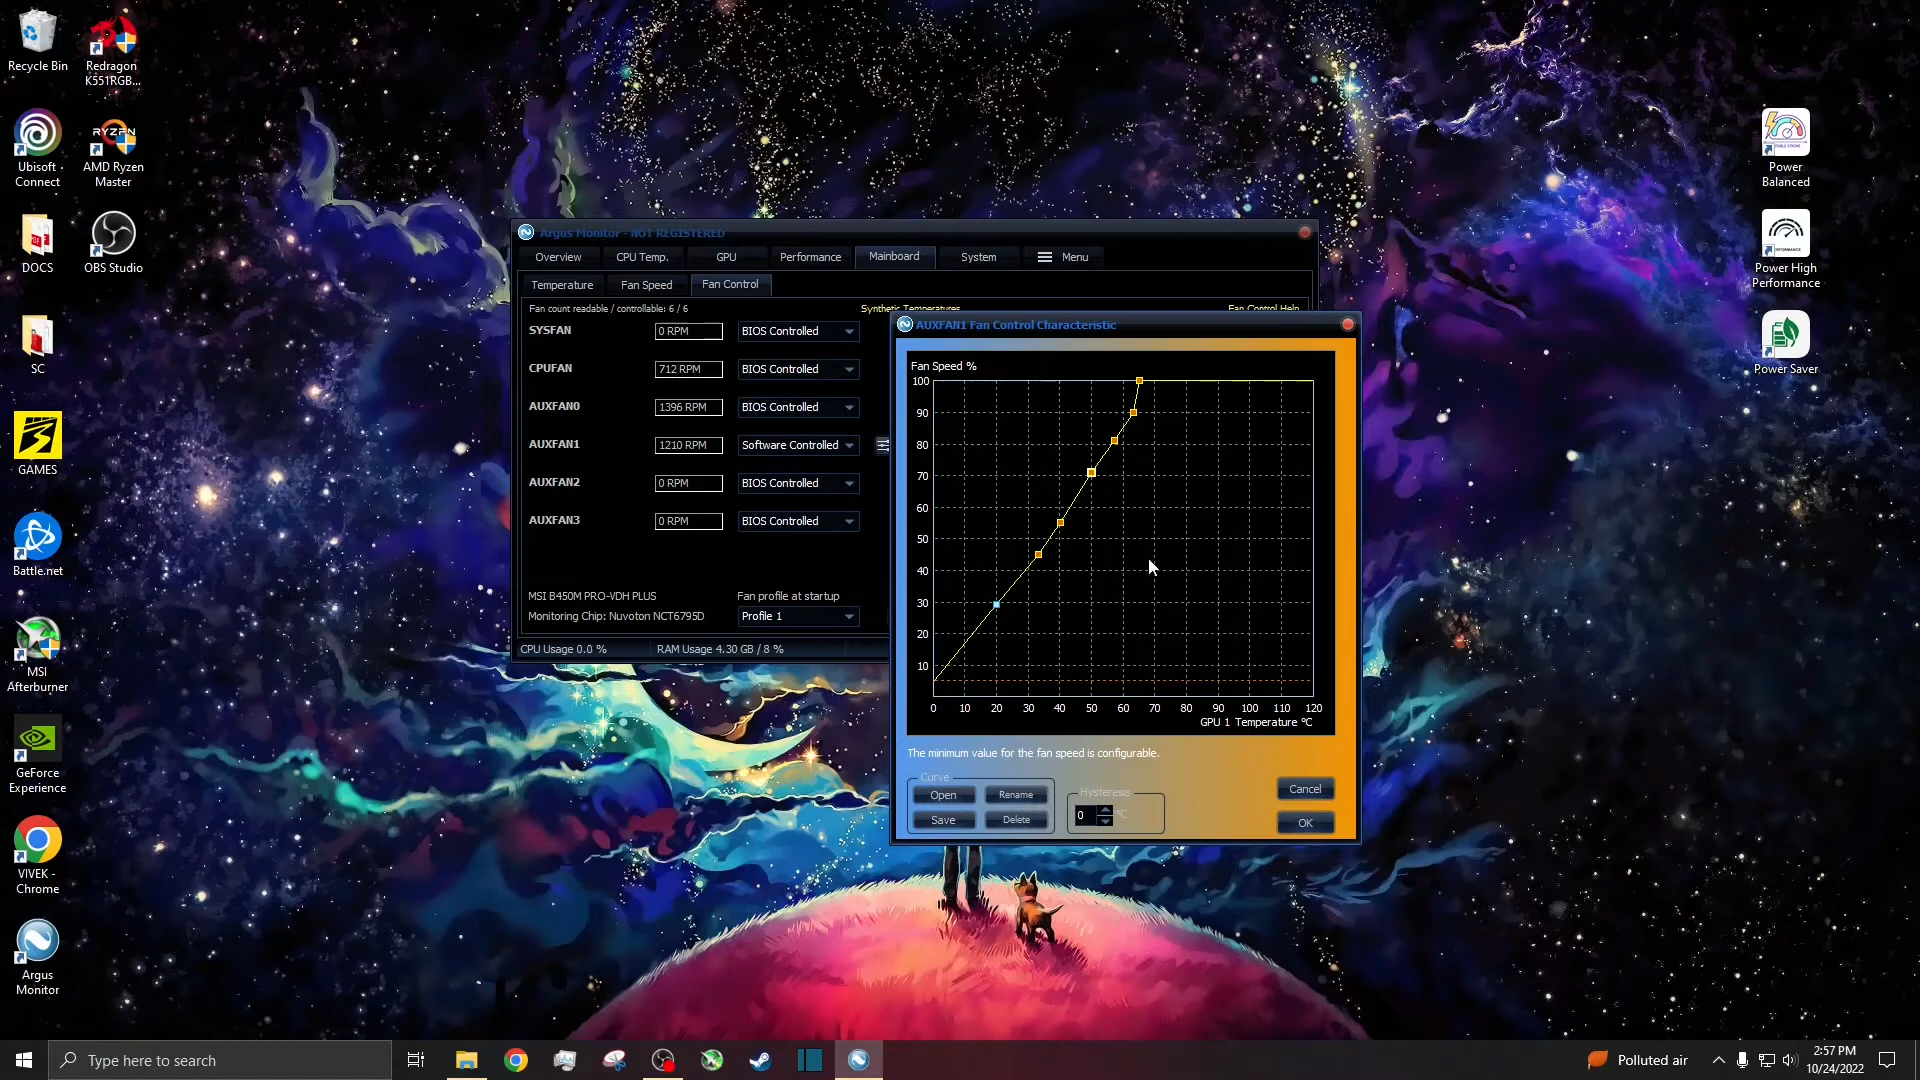 Recycle Bin
Redragon
K551RGB...
Ubisoft
Connect
RYZEN
AMD Ryzen
Master
DOCS
OBS Studio
SC
GAMES
Battle.net
MSI
Afterburner
GeForce
Experience
VIVEK -
Chrome
Argus
Monitor
Power
Balanced
Power High
Performance
Power Saver
Argus Monitor - NOT REGISTERED
Overview
CPU Temp.
GPU
Performance
Mainboard
System
Menu
Temperature
Fan Speed
Fan Control
Fan count readable / controllable: 6 / 6
Synthetic Temperatures
Fan Control Help
SYSFAN
0 RPM
BIOS Controlled
CPUFAN
712 RPM
BIOS Controlled
AUXFAN0
1396 RPM
BIOS Controlled
AUXFAN1
1210 RPM
Software Controlled
AUXFAN2
0 RPM
BIOS Controlled
AUXFAN3
0 RPM
BIOS Controlled
MSI B450M PRO-VDH PLUS
Fan profile at startup
Monitoring Chip: Nuvoton NCT6795D
Profile 1
CPU Usage 0.0 %
RAM Usage 4.30 GB / 8 %
AUXFAN1 Fan Control Characteristic
Fan Speed %
100
90
80
70
60
50
40
30
20
10
0 10 20 30 40 50 60 70 80 90 100 110 120
GPU 1 Temperature °C
The minimum value for the fan speed is configurable.
Curve
Open
Rename
Save
Delete
Hysteresis
0
°C
Cancel
OK
Type here to search
Polluted air
2:57 PM
10/24/2022